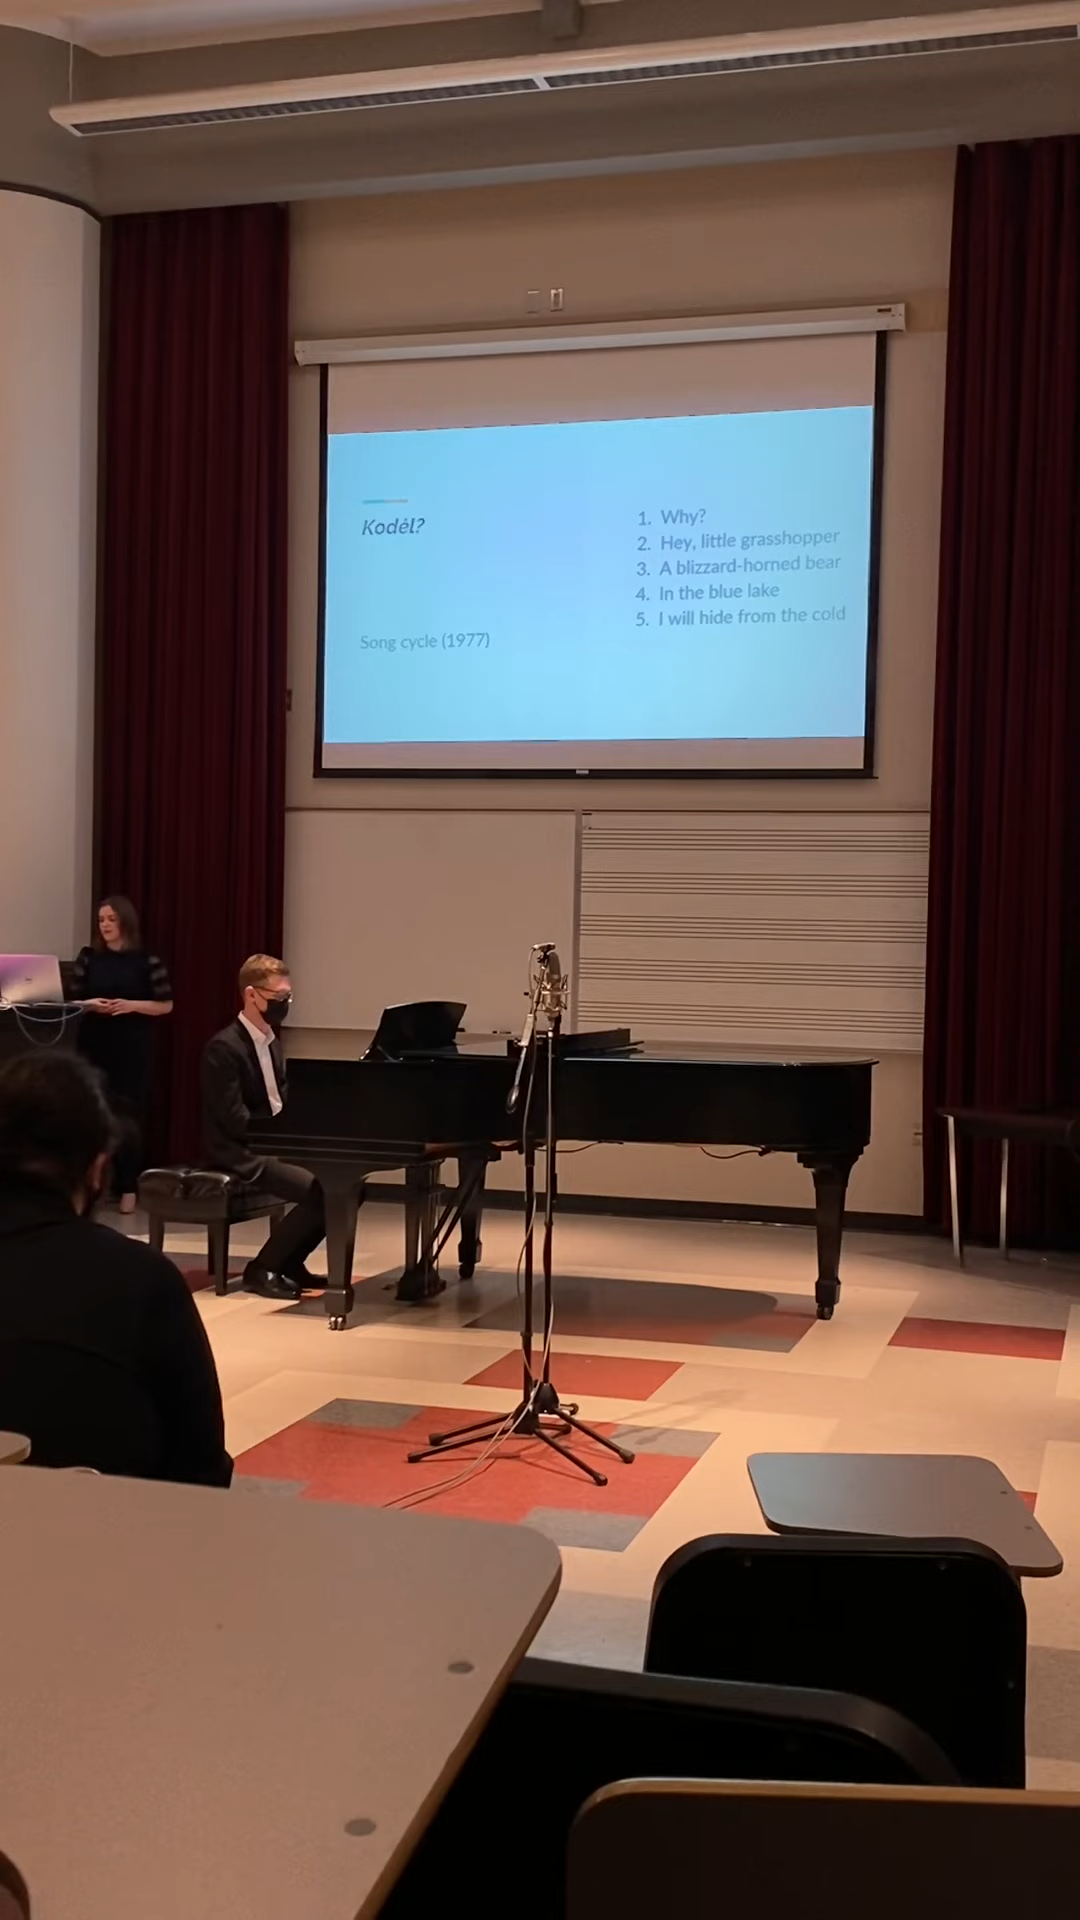 Kodėl?
Song cycle (1977)
1. Why?
2. Hey, little grasshopper
3. A blizzard-horned bear
4. In the blue lake
5. I will hide from the cold